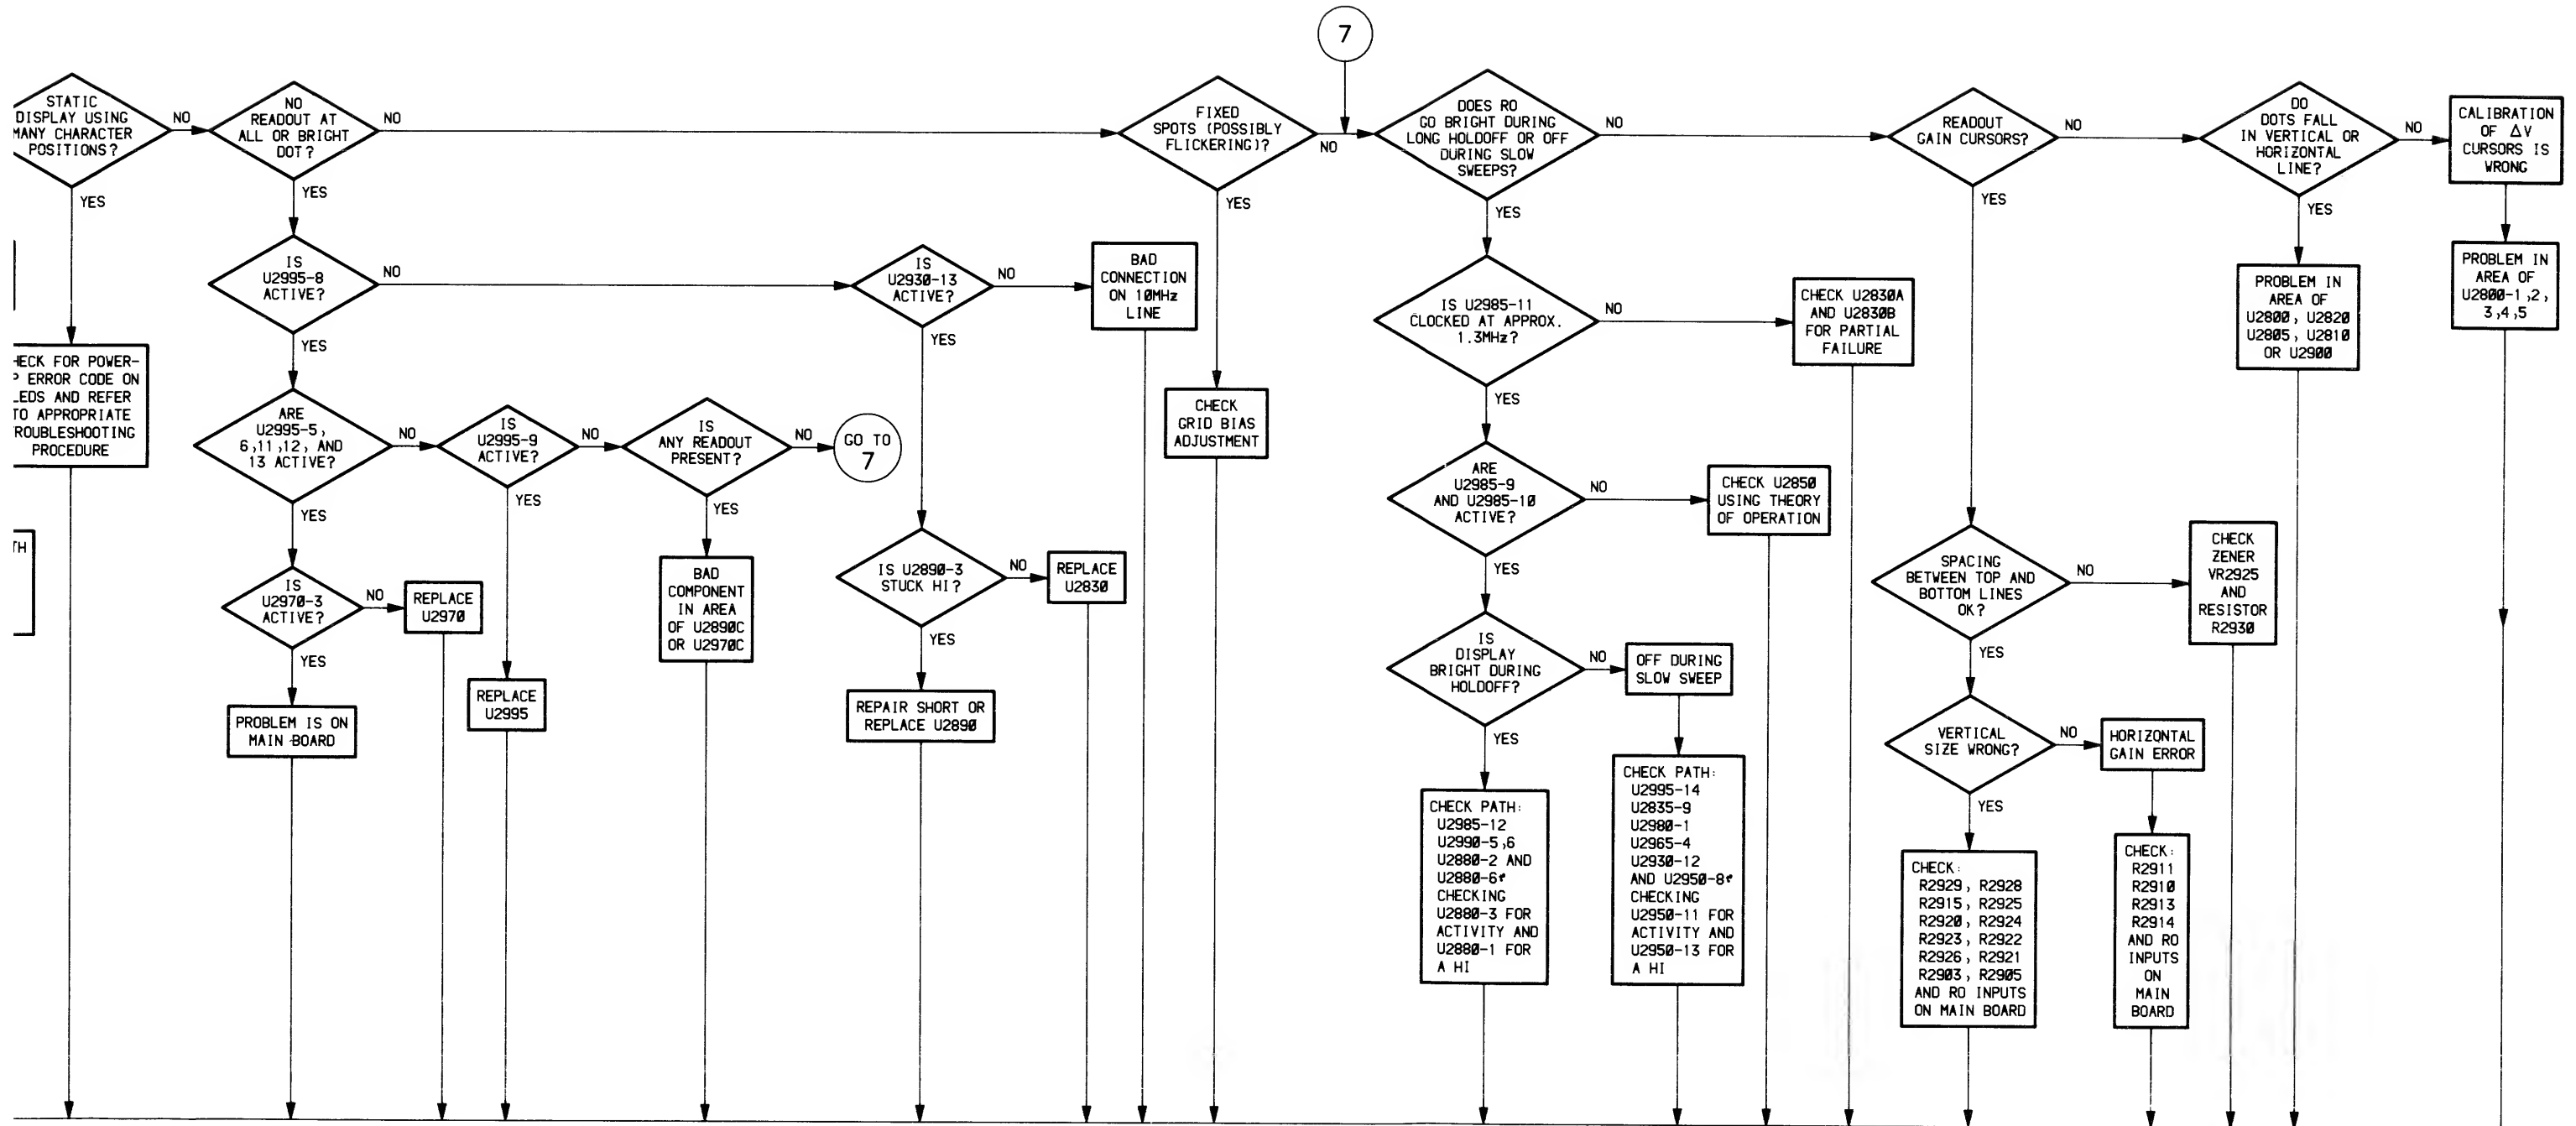 7
STATIC
DISPLAY USING
MANY CHARACTER
POSITIONS?
NO
YES
NO
READOUT AT
ALL OR BRIGHT
DOT?
NO
YES
FIXED
SPOTS (POSSIBLY
FLICKERING)?
NO
YES
DOES RO
GO BRIGHT DURING
LONG HOLDOFF OR OFF
DURING SLOW
SWEEPS?
NO
YES
READOUT
GAIN CURSORS?
NO
YES
DO
DOTS FALL
IN VERTICAL OR
HORIZONTAL
LINE?
NO
YES
CALIBRATION
OF ΔV
CURSORS IS
WRONG
IS
U2995-8
ACTIVE?
NO
YES
IS
U2930-13
ACTIVE?
NO
YES
BAD
CONNECTION
ON 10MHz
LINE
IS U2985-11
CLOCKED AT APPROX.
1.3MHz?
NO
YES
CHECK U2830A
AND U2830B
FOR PARTIAL
FAILURE
PROBLEM IN
AREA OF
U2800, U2820
U2805, U2810
OR U2900
PROBLEM IN
AREA OF
U2800-1,2,
3,4,5
HECK FOR POWER-
P ERROR CODE ON
LEDS AND REFER
TO APPROPRIATE
ROUBLESHOOTING
PROCEDURE
ARE
U2995-5,
6,11,12, AND
13 ACTIVE?
NO
YES
IS
U2995-9
ACTIVE?
NO
YES
IS
ANY READOUT
PRESENT?
NO
YES
GO TO
7
CHECK
GRID BIAS
ADJUSTMENT
ARE
U2985-9
AND U2985-10
ACTIVE?
NO
YES
CHECK U2850
USING THEORY
OF OPERATION
TH
IS
U2970-3
ACTIVE?
NO
YES
REPLACE
U2970
BAD
COMPONENT
IN AREA
OF U2890C
OR U2970C
IS U2890-3
STUCK HI?
NO
YES
REPLACE
U2830
SPACING
BETWEEN TOP AND
BOTTOM LINES
OK?
NO
YES
CHECK
ZENER
VR2925
AND
RESISTOR
R2930
IS
DISPLAY
BRIGHT DURING
HOLDOFF?
NO
YES
OFF DURING
SLOW SWEEP
PROBLEM IS ON
MAIN BOARD
REPLACE
U2995
REPAIR SHORT OR
REPLACE U2890
VERTICAL
SIZE WRONG?
NO
YES
HORIZONTAL
GAIN ERROR
CHECK PATH:
U2985-12
U2990-5,6
U2880-2 AND
U2880-6,
CHECKING
U2880-3 FOR
ACTIVITY AND
U2880-1 FOR
A HI
CHECK PATH:
U2995-14
U2835-9
U2980-1
U2965-4
U2930-12
AND U2950-8,
CHECKING
U2950-11 FOR
ACTIVITY AND
U2950-13 FOR
A HI
CHECK:
R2929, R2928
R2915, R2925
R2920, R2924
R2923, R2922
R2926, R2921
R2903, R2905
AND RO INPUTS
ON MAIN BOARD
CHECK:
R2911
R2910
R2913
R2914
AND RO
INPUTS
ON
MAIN
BOARD